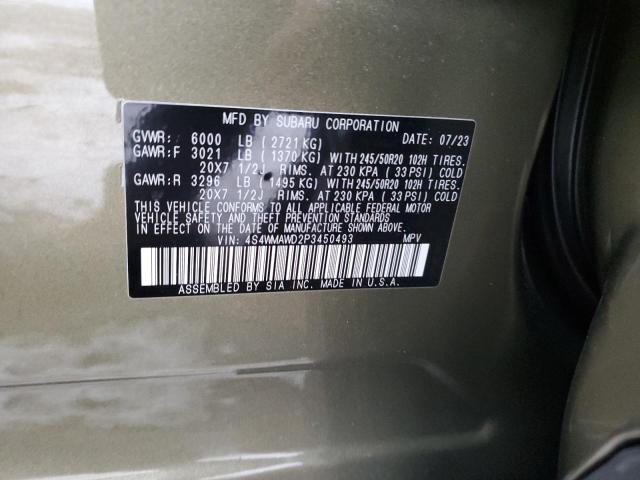 MFD BY SUBARU CORPORATION DATE: 07/23
GVWR: 6000 LB ( 2721KG)
GAWR:F 3021 LB ( 1370KG) WITH 245/50R20 102H TIRES.
20X7 1/2J RIMS. AT 230 KPA ( 33 PSI) COLD
GAWR:R 3296 LB ( 1495KG) WITH 245/50R20 102H TIRES.
20X7 1/2J RIMS. AT 230 KPA ( 33 PSI) COLD
THIS VEHICLE CONFORMS TO ALL APPLICABLE FEDERAL MOTOR
VEHICLE SAFETY AND THEFT PREVENTION STANDARDS
IN EFFECT ON THE DATE OF MANUFACTURE SHOWN ABOVE.
VIN: 4S4WMAWD2P3450493 MPV
ASSEMBLED BY SIA INC. MADE IN U.S.A.